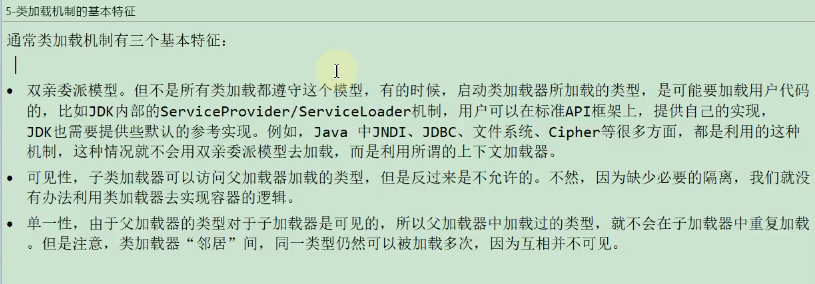 5-类加载机制的基本特征
通常类加载机制有三个基本特征：
• 双亲委派模型。但不是所有类加载都遵守这个模型，有的时候，启动类加载器所加载的类型，是可能要加载用户代码
的，比如JDK内部的ServiceProvider/ServiceLoader机制，用户可以在标准API框架上，提供自己的实现，
JDK也需要提供些默认的参考实现。例如，Java 中JNDI、JDBC、文件系统、Cipher等很多方面，都是利用的这种
机制，这种情况就不会用双亲委派模型去加载，而是利用所谓的上下文加载器。
• 可见性，子类加载器可以访问父加载器加载的类型，但是反过来是不允许的。不然，因为缺少必要的隔离，我们就没
有办法利用类加载器去实现容器的逻辑。
• 单一性，由于父加载器的类型对于子加载器是可见的，所以父加载器中加载过的类型，就不会在子加载器中重复加载
。但是注意，类加载器“邻居”间，同一类型仍然可以被加载多次，因为互相并不可见。